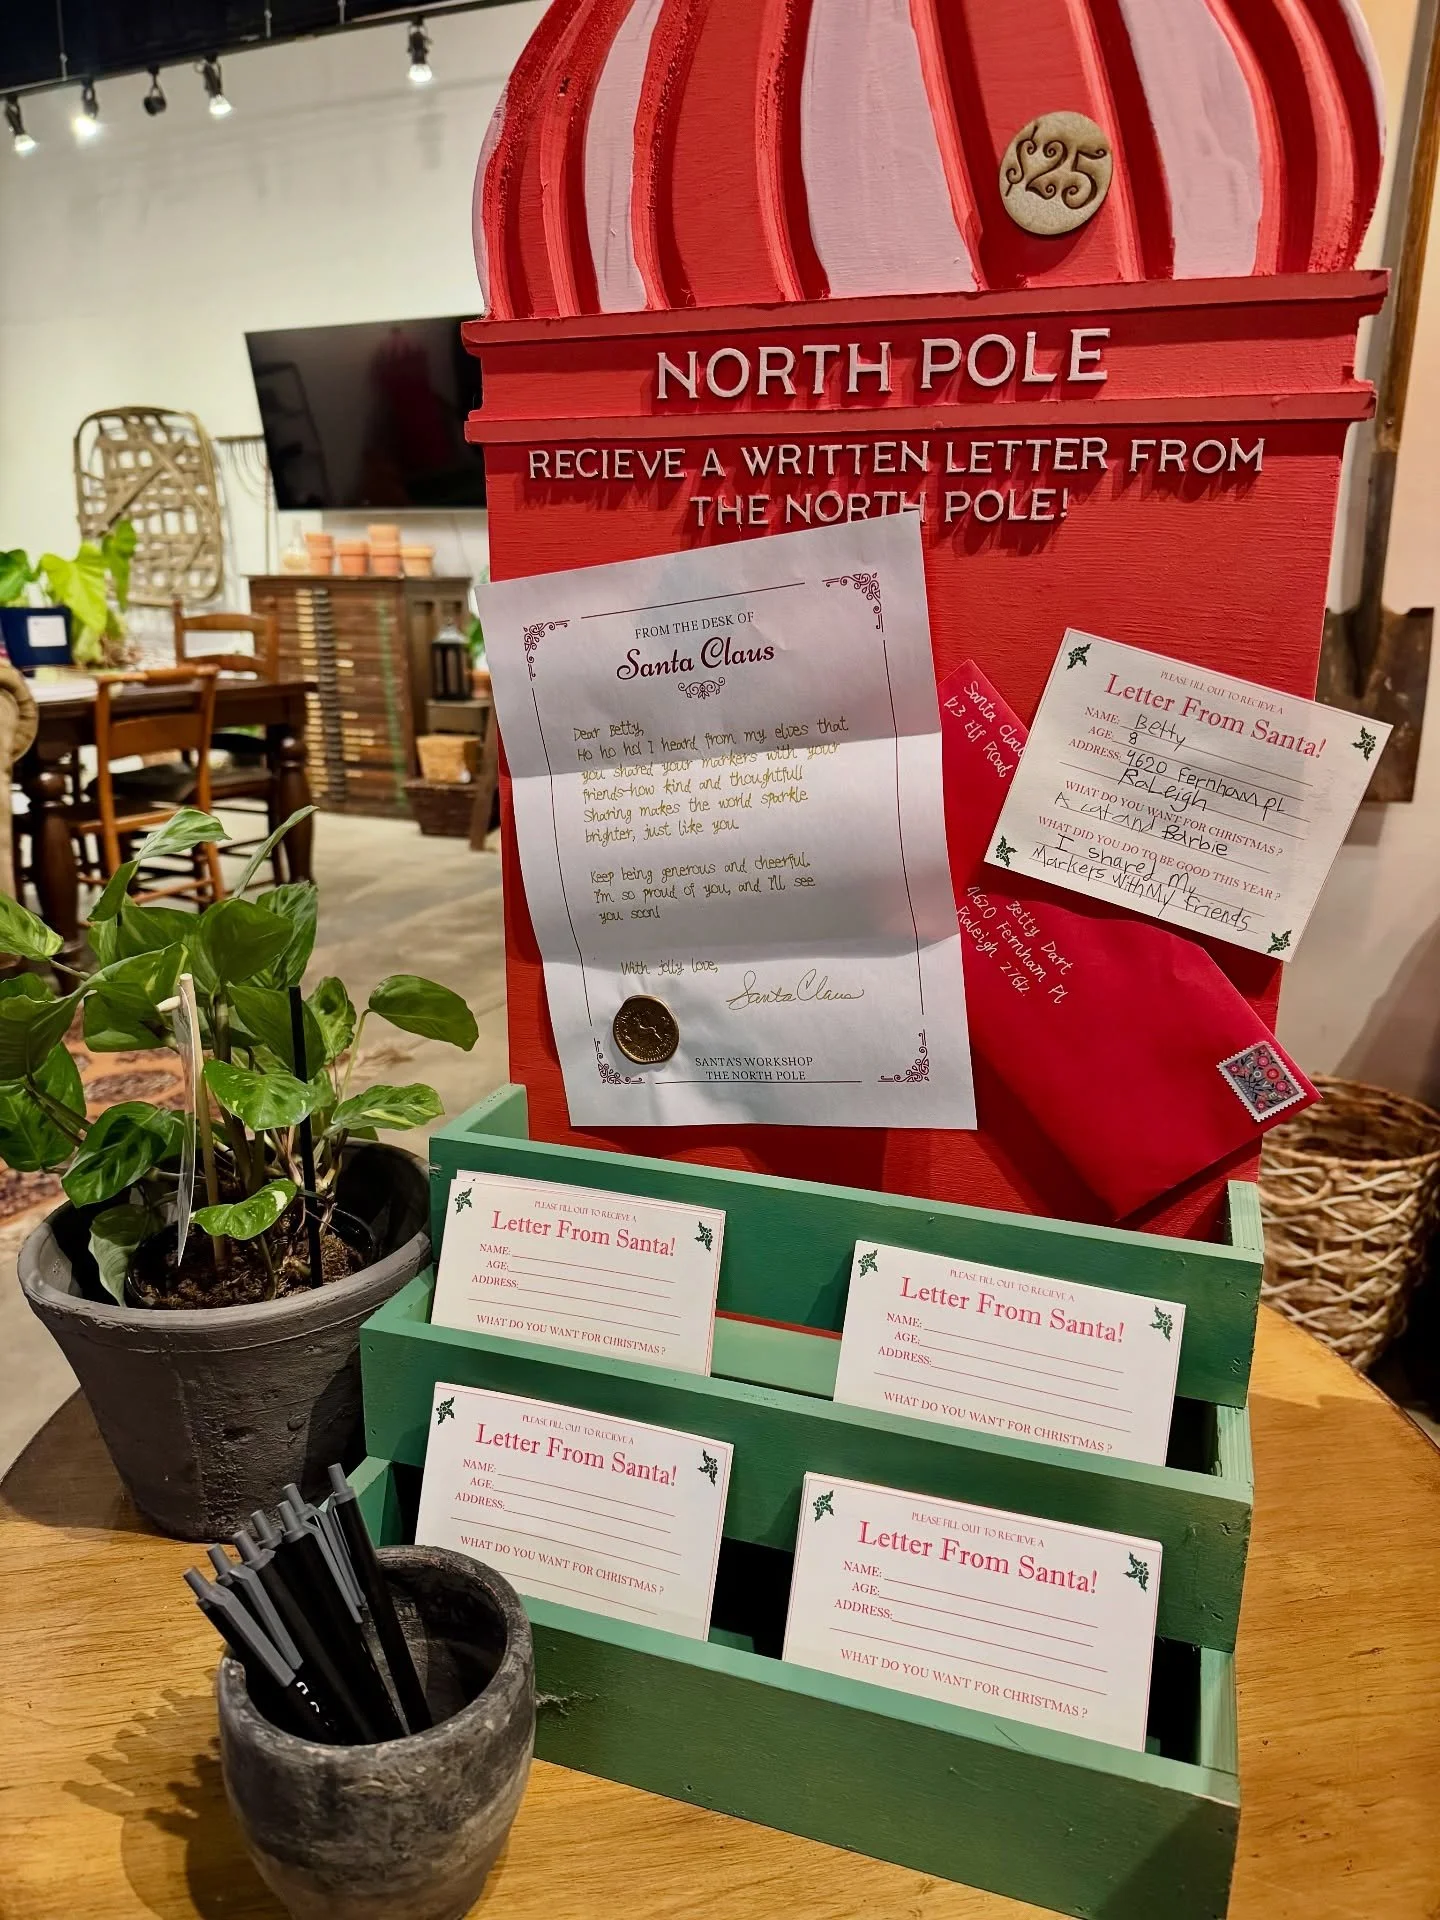 $25
NORTH POLE
RECIEVE A WRITTEN LETTER FROM
THE NORTH POLE!
FROM THE DESK OF
Santa Claus
Dear Betty,
Ho ho ho! I heard from my elves that
you shared your markers with your
friends-how kind and thoughtful!
Sharing makes the world sparkle
brighter, just like you.
Keep being generous and cheerful.
I'm so proud of you, and I'll see
you soon!
With jolly love,
Santa Claus
SANTA'S WORKSHOP
THE NORTH POLE
Santa Clau
123 Elf Road
PLEASE FILL OUT TO RECIEVE A
Letter From Santa!
NAME: Betty
AGE: 8
ADDRESS: 4620 Fernham PL
Raleigh
WHAT DO YOU WANT FOR CHRISTMAS?
A cat and Barbie
WHAT DID YOU DO TO BE GOOD THIS YEAR?
I shared my
Markers with My Friends
Betty Dart
4620 Fernham Pl
Raleigh 27612
PLEASE FILL OUT TO RECIEVE A
Letter From Santa!
NAME:
AGE:
ADDRESS:
WHAT DO YOU WANT FOR CHRISTMAS?
PLEASE FILL OUT TO RECIEVE A
Letter From Santa!
NAME:
AGE:
ADDRESS:
WHAT DO YOU WANT FOR CHRISTMAS?
PLEASE FILL OUT TO RECIEVE A
Letter From Santa!
NAME:
AGE:
ADDRESS:
WHAT DO YOU WANT FOR CHRISTMAS?
PLEASE FILL OUT TO RECIEVE A
Letter From Santa!
NAME:
AGE:
ADDRESS:
WHAT DO YOU WANT FOR CHRISTMAS?